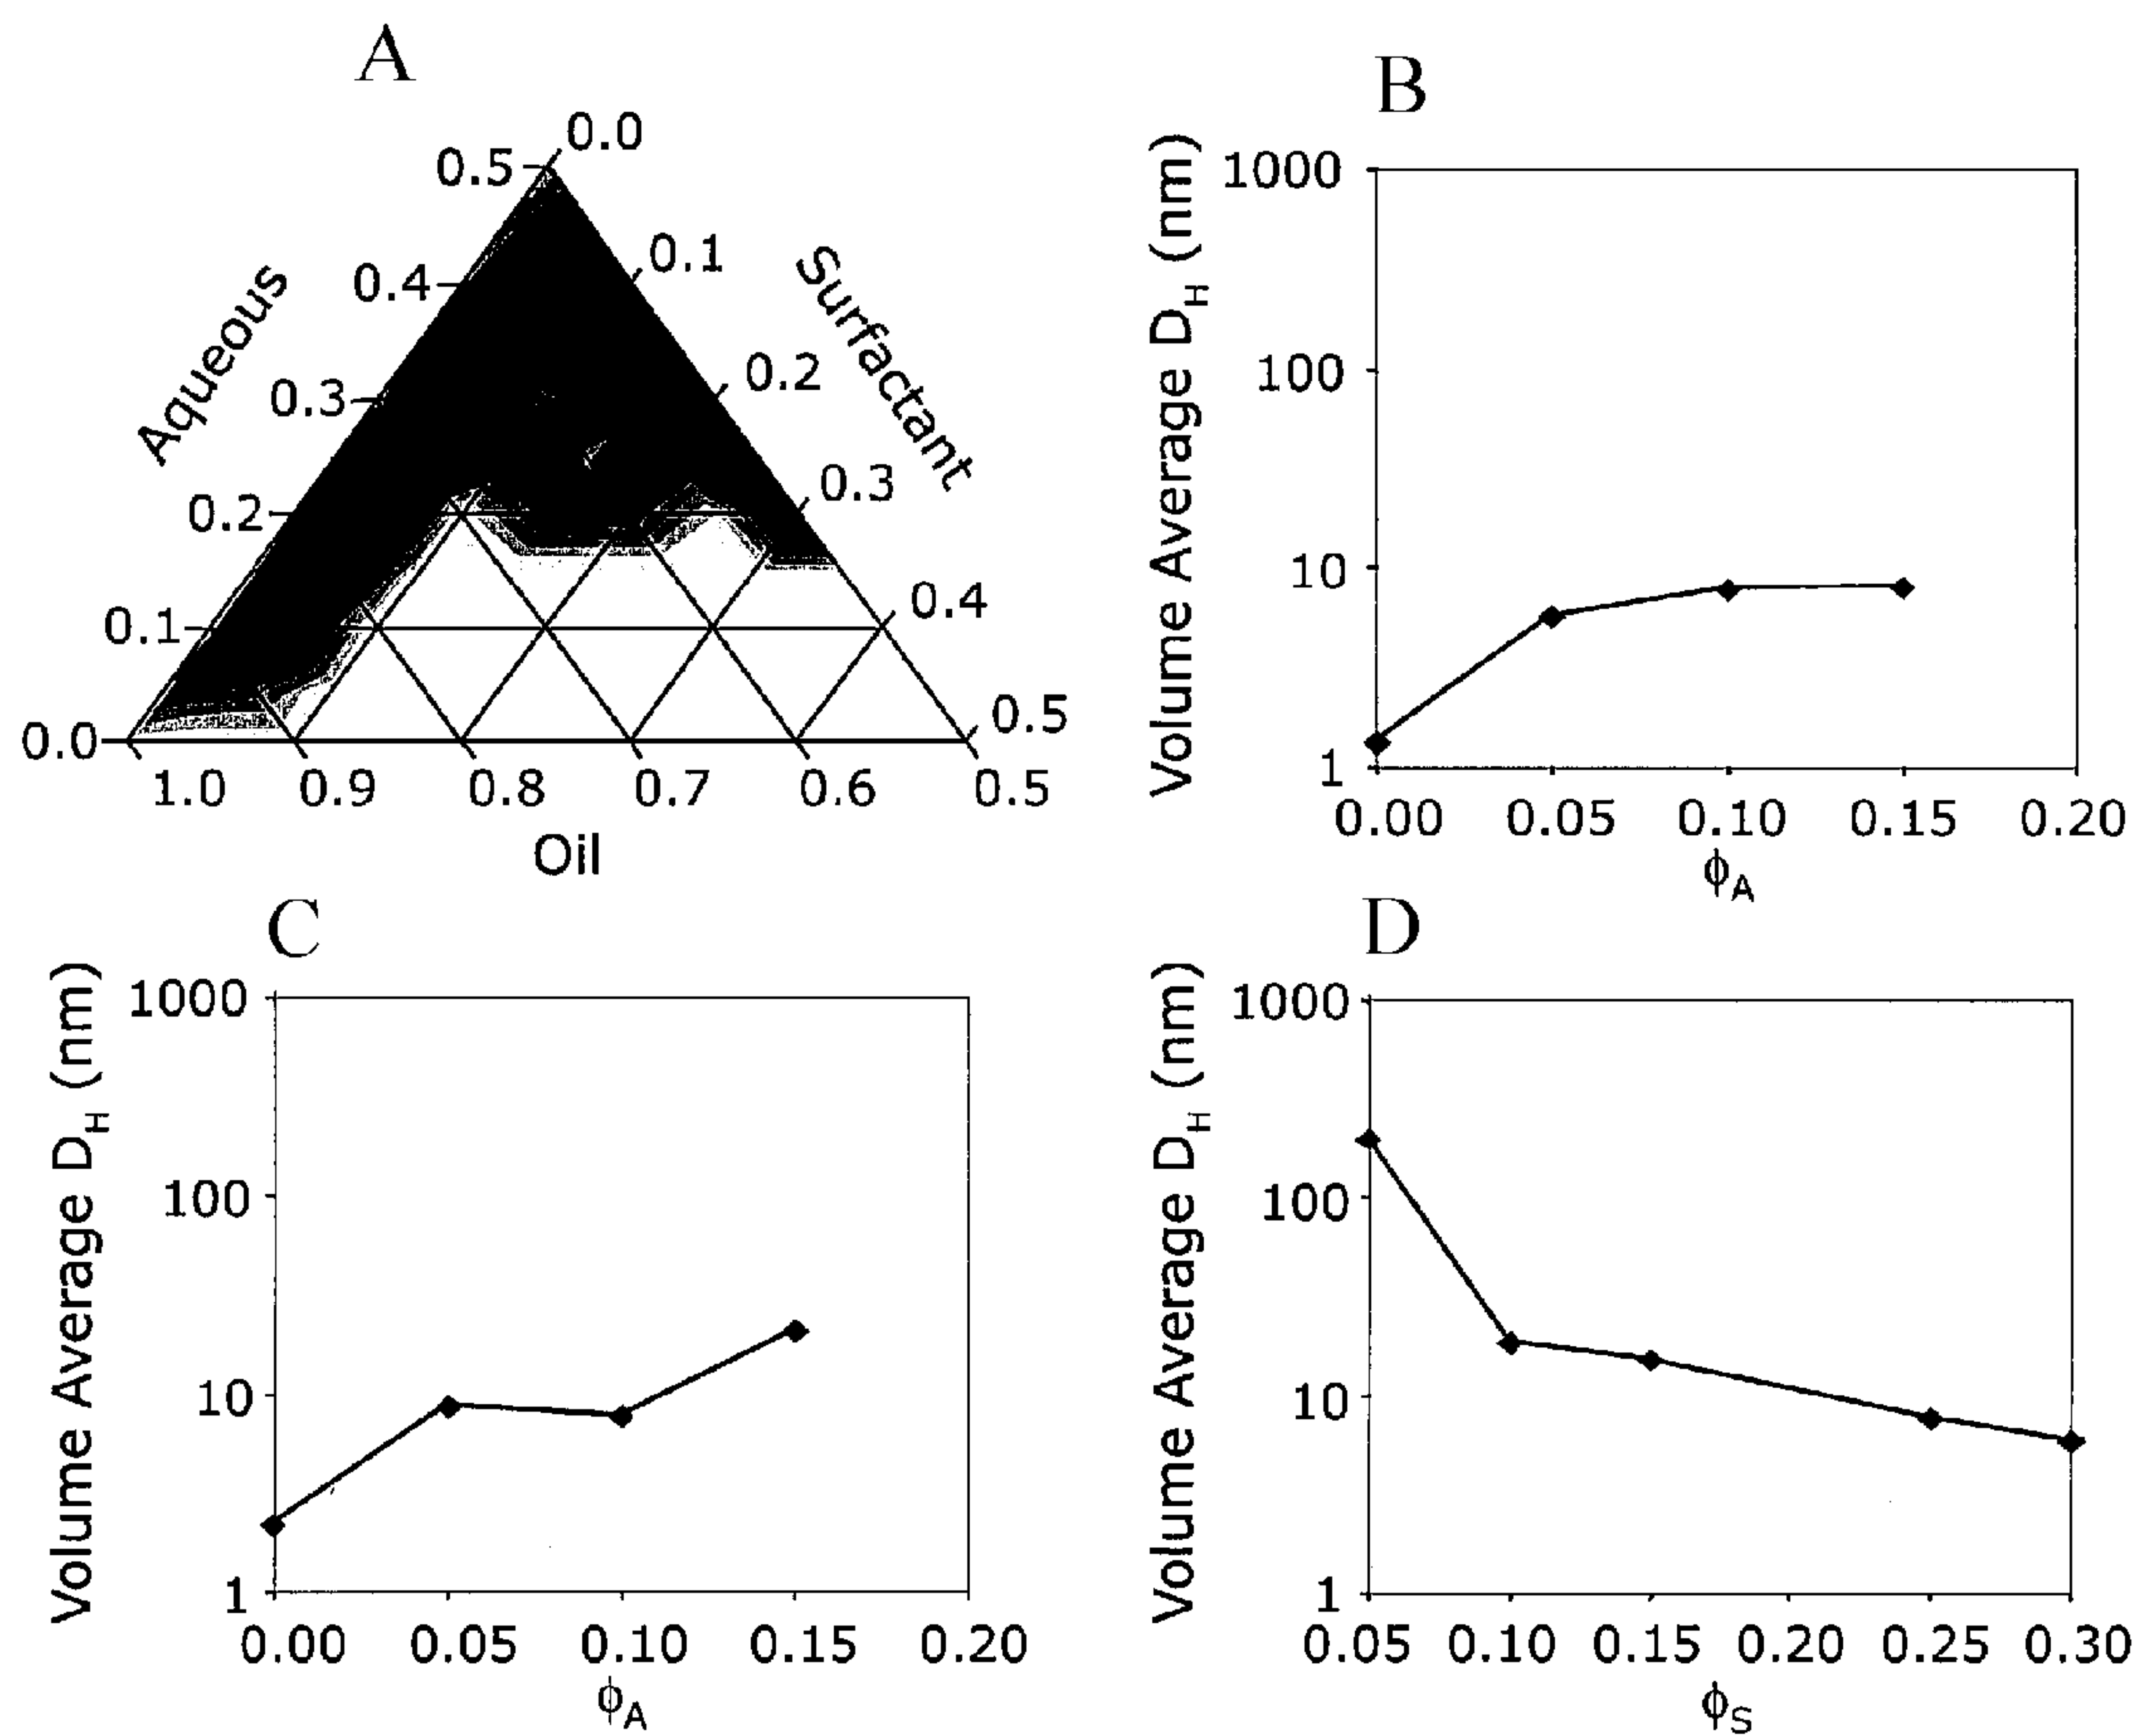 A
0.0
0.5
Aqueous
Surfactant
0.4
0.1
0.3
0.2
0.2
0.3
0.1
0.4
0.0
0.5
1.0 0.9 0.8 0.7 0.6 0.5
Oil
B
Volume Average D_H (nm)
1000
100
10
1
0.00 0.05 0.10 0.15 0.20
ϕ_A
C
Volume Average D_H (nm)
1000
100
10
1
0.00 0.05 0.10 0.15 0.20
ϕ_A
D
Volume Average D_H (nm)
1000
100
10
1
0.05 0.10 0.15 0.20 0.25 0.30
ϕ_S